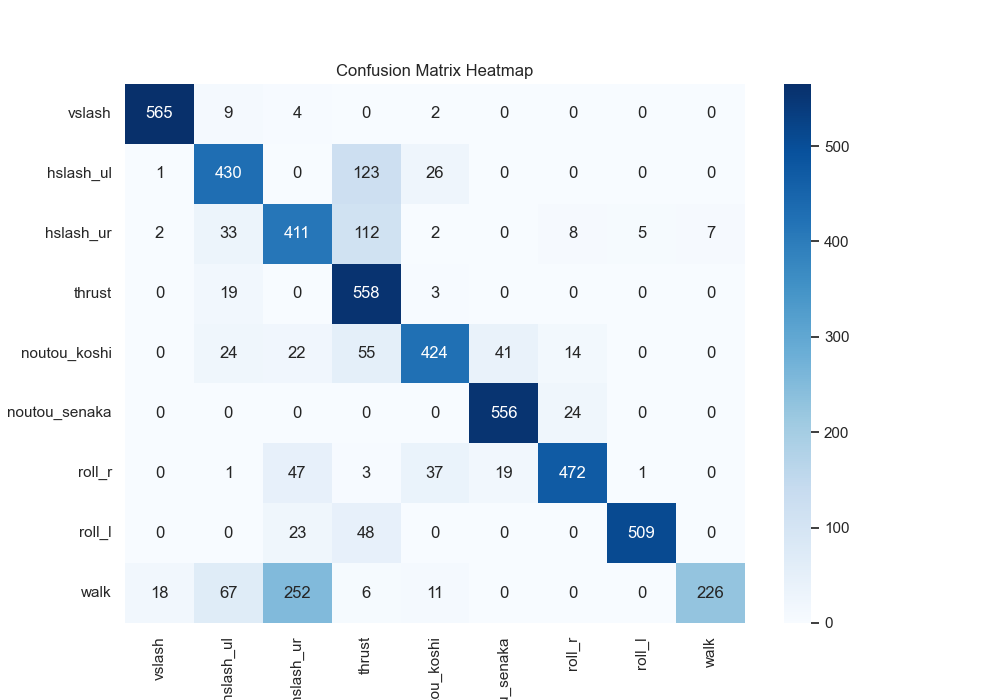 Confusion Matrix Heatmap
vslash 565 9 4 0 2 0 0 0 0
hslash_ul 1 430 0 123 26 0 0 0 0
hslash_ur 2 33 411 112 2 0 8 5 7
thrust 0 19 0 558 3 0 0 0 0
noutou_koshi 0 24 22 55 424 41 14 0 0
noutou_senaka 0 0 0 0 0 556 24 0 0
roll_r 0 1 47 3 37 19 472 1 0
roll_l 0 0 23 48 0 0 0 509 0
walk 18 67 252 6 11 0 0 0 226
vslash
hslash_ul
hslash_ur
thrust
ou_koshi
u_senaka
roll_r
roll_l
walk
500
400
300
200
100
0